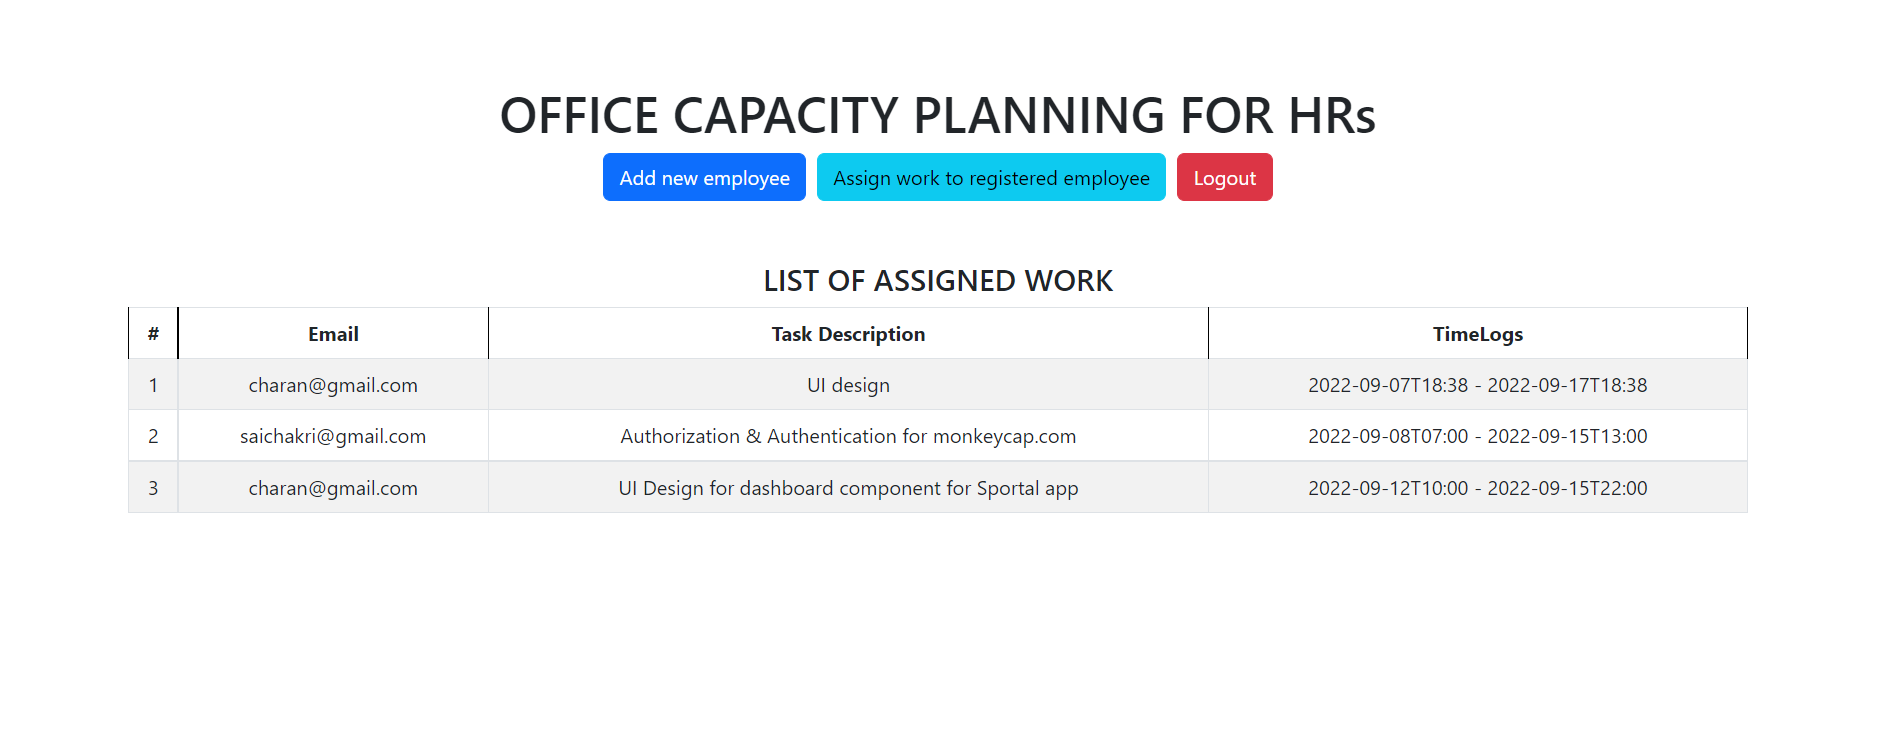 OFFICE CAPACITY PLANNING FOR HRs
Add new employee Assign work to registered employee Logout
LIST OF ASSIGNED WORK
# Email Task Description TimeLogs
1 charan@gmail.com UI design 2022-09-07T18:38 - 2022-09-17T18:38
2 saichakri@gmail.com Authorization & Authentication for monkeycap.com 2022-09-08T07:00 - 2022-09-15T13:00
3 charan@gmail.com UI Design for dashboard component for Sportal app 2022-09-12T10:00 - 2022-09-15T22:00